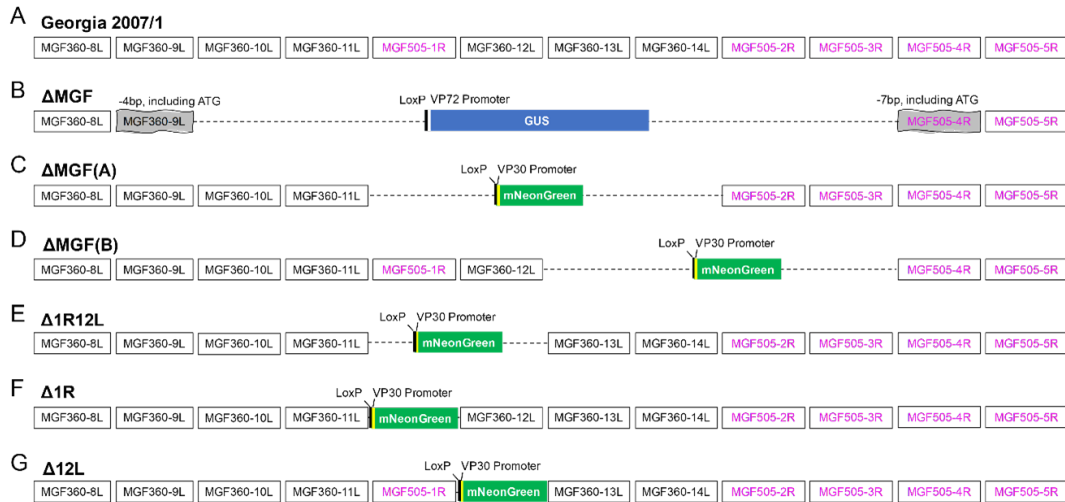 A Georgia 2007/1
MGF360-8L MGF360-9L MGF360-10L MGF360-11L MGF505-1R MGF360-12L MGF360-13L MGF360-14L MGF505-2R MGF505-3R MGF505-4R MGF505-5R
B ΔMGF
-4bp, including ATG LoxP VP72 Promoter -7bp, including ATG
MGF360-8L MGF360-9L GUS MGF505-4R MGF505-5R
C ΔMGF(A)
LoxP VP30 Promoter
MGF360-8L MGF360-9L MGF360-10L MGF360-11L mNeonGreen MGF505-2R MGF505-3R MGF505-4R MGF505-5R
D ΔMGF(B)
LoxP VP30 Promoter
MGF360-8L MGF360-9L MGF360-10L MGF360-11L MGF505-1R MGF360-12L mNeonGreen MGF505-4R MGF505-5R
E Δ1R12L
LoxP VP30 Promoter
MGF360-8L MGF360-9L MGF360-10L MGF360-11L mNeonGreen MGF360-13L MGF360-14L MGF505-2R MGF505-3R MGF505-4R MGF505-5R
F Δ1R
LoxP VP30 Promoter
MGF360-8L MGF360-9L MGF360-10L MGF360-11L mNeonGreen MGF360-12L MGF360-13L MGF360-14L MGF505-2R MGF505-3R MGF505-4R MGF505-5R
G Δ12L
LoxP VP30 Promoter
MGF360-8L MGF360-9L MGF360-10L MGF360-11L MGF505-1R mNeonGreen MGF360-13L MGF360-14L MGF505-2R MGF505-3R MGF505-4R MGF505-5R